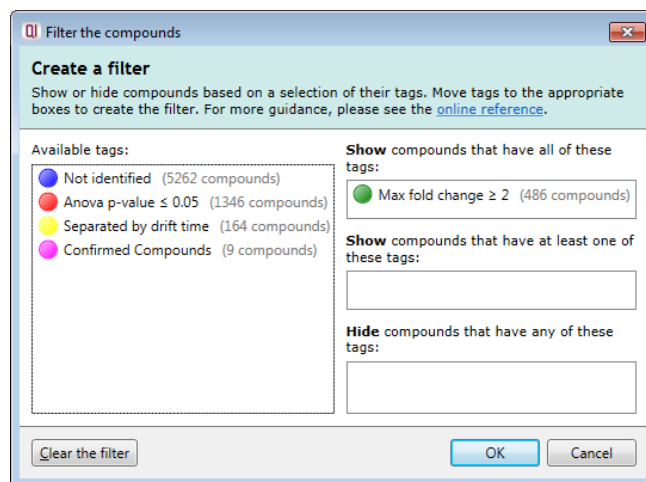 QI Filter the compounds
Create a filter
Show or hide compounds based on a selection of their tags. Move tags to the appropriate
boxes to create the filter. For more guidance, please see the online reference.
Available tags:
Not identified (5262 compounds)
Anova p-value ≤ 0.05 (1346 compounds)
Separated by drift time (164 compounds)
Confirmed Compounds (9 compounds)
Show compounds that have all of these
tags:
Max fold change ≥ 2 (486 compounds)
Show compounds that have at least one of
these tags:
Hide compounds that have any of these
tags:
Clear the filter
OK
Cancel